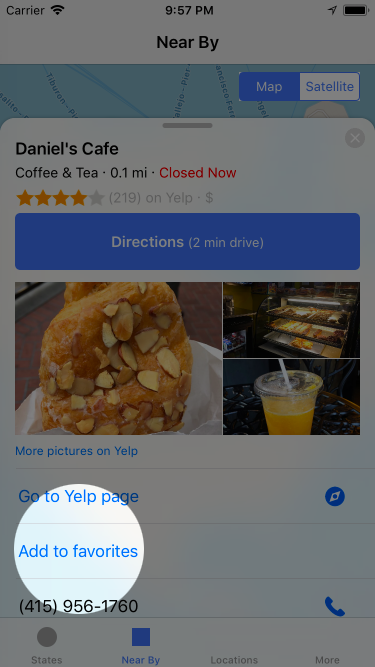 Carrier 9:57 PM
Near By
Map Satellite
Daniel's Cafe
Coffee & Tea · 0.1 mi · Closed Now
(219) on Yelp · $
Directions (2 min drive)
More pictures on Yelp
Go to Yelp page
Add to favorites
(415) 956-1760
States Near By Locations More